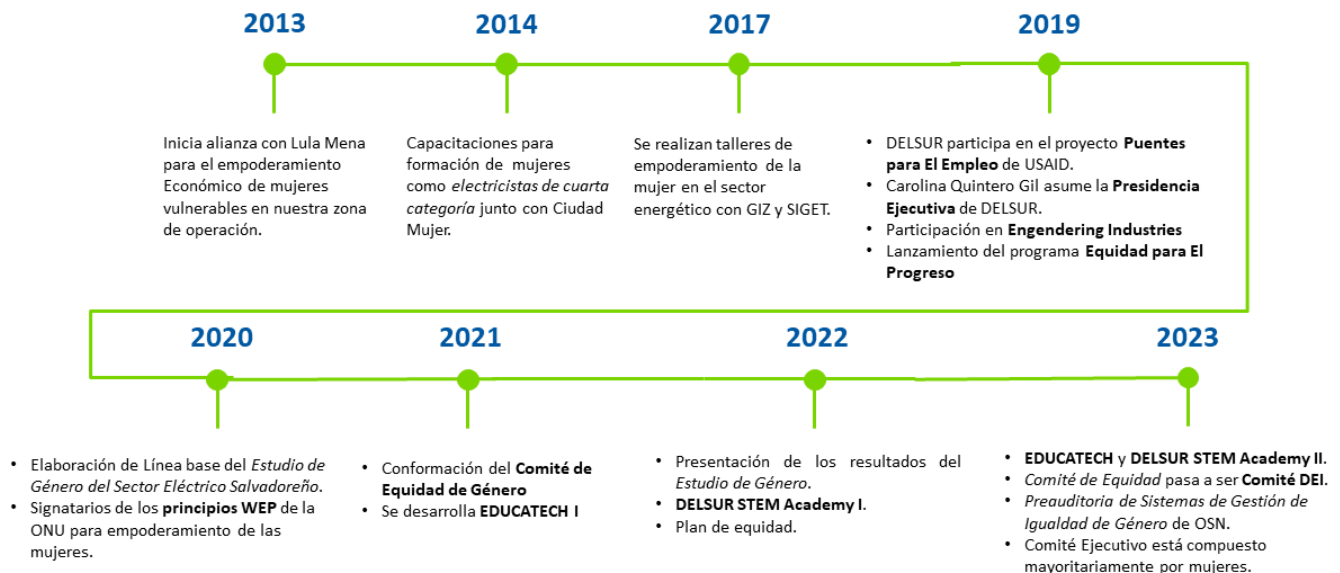 2013
Inicia alianza con Lula Mena
para el empoderamiento
Económico de mujeres
vulnerables en nuestra zona
de operación.
2014
Capacitaciones para
formación de mujeres
como electricistas de cuarta
categoría junto con Ciudad
Mujer.
2017
Se realizan talleres de
empoderamiento de la
mujer en el sector
energético con GIZ y SIGET.
2019
• DELSUR participa en el proyecto Puentes
para El Empleo de USAID.
• Carolina Quintero Gil asume la Presidencia
Ejecutiva de DELSUR.
• Participación en Engendering Industries
• Lanzamiento del programa Equidad para El
Progreso
2020
• Elaboración de Línea base del Estudio de
Género del Sector Eléctrico Salvadoreño.
• Signatarios de los principios WEP de la
ONU para empoderamiento de las
mujeres.
2021
• Conformación del Comité de
Equidad de Género
• Se desarrolla EDUCATECH I
2022
• Presentación de los resultados del
Estudio de Género.
• DELSUR STEM Academy I.
• Plan de equidad.
2023
• EDUCATECH y DELSUR STEM Academy II.
• Comité de Equidad pasa a ser Comité DEI.
• Preauditoria de Sistemas de Gestión de
Igualdad de Género de OSN.
• Comité Ejecutivo está compuesto
mayoritariamente por mujeres.